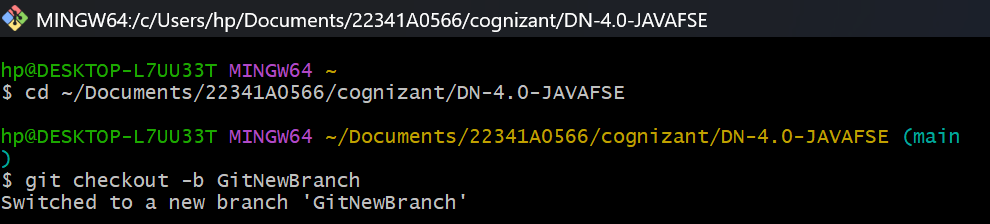 MINGW64:/c/Users/hp/Documents/22341A0566/cognizant/DN-4.0-JAVAFSE
hp@DESKTOP-L7UU33T MINGW64 ~
$ cd ~/Documents/22341A0566/cognizant/DN-4.0-JAVAFSE
hp@DESKTOP-L7UU33T MINGW64 ~/Documents/22341A0566/cognizant/DN-4.0-JAVAFSE (main
)
$ git checkout -b GitNewBranch
Switched to a new branch 'GitNewBranch'